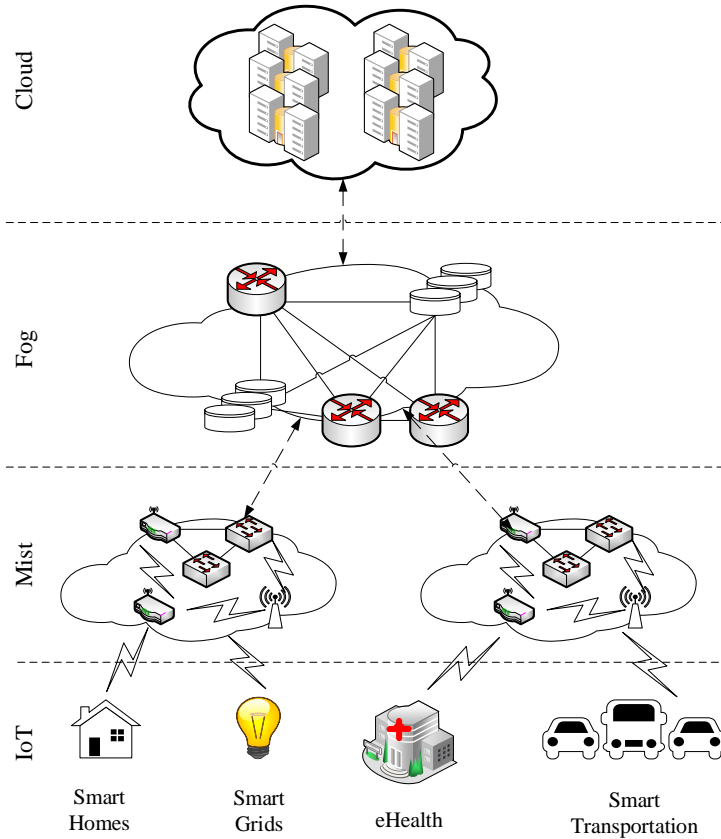 Cloud
Fog
Mist
IoT
Smart
Homes
Smart
Grids
eHealth
Smart
Transportation